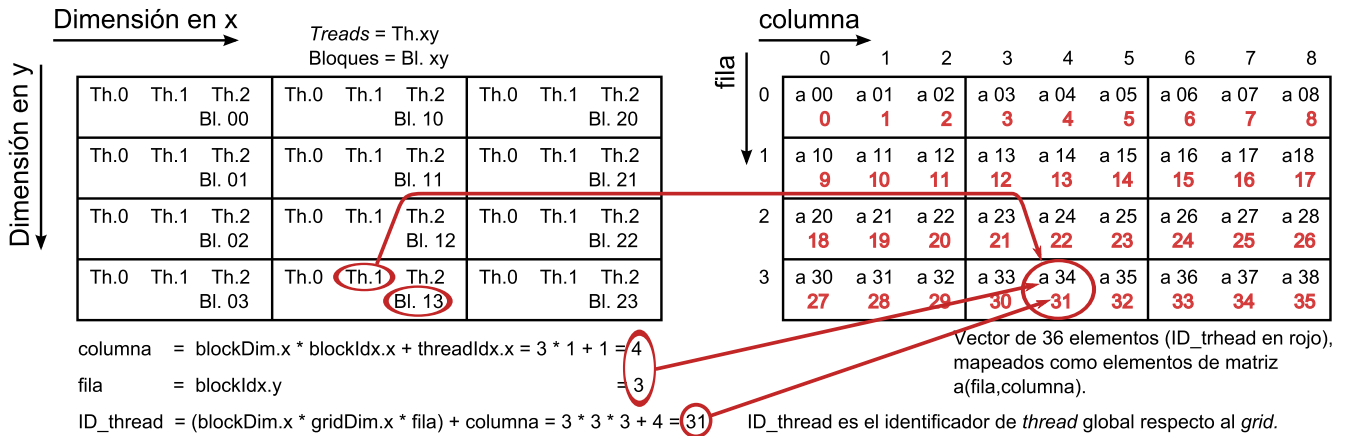 Dimensión en x
Treads = Th.xy
Bloques = Bl. xy
Dimensión en y
Th.0 Th.1 Th.2 Th.0 Th.1 Th.2 Th.0 Th.1 Th.2
Bl. 00 Bl. 10 Bl. 20
Th.0 Th.1 Th.2 Th.0 Th.1 Th.2 Th.0 Th.1 Th.2
Bl. 01 Bl. 11 Bl. 21
Th.0 Th.1 Th.2 Th.0 Th.1 Th.2 Th.0 Th.1 Th.2
Bl. 02 Bl. 12 Bl. 22
Th.0 Th.1 Th.2 Th.0 Th.1 Th.2 Th.0 Th.1 Th.2
Bl. 03 Bl. 13 Bl. 23
columna
fila
0 1 2 3 4 5 6 7 8
0 a 00 a 01 a 02 a 03 a 04 a 05 a 06 a 07 a 08
0 1 2 3 4 5 6 7 8
1 a 10 a 11 a 12 a 13 a 14 a 15 a 16 a 17 a18
9 10 11 12 13 14 15 16 17
2 a 20 a 21 a 22 a 23 a 24 a 25 a 26 a 27 a 28
18 19 20 21 22 23 24 25 26
3 a 30 a 31 a 32 a 33 a 34 a 35 a 36 a 37 a 38
27 28 29 30 31 32 33 34 35
columna = blockDim.x * blockIdx.x + threadIdx.x = 3 * 1 + 1 = 4
fila = blockIdx.y = 3
ID_thread = (blockDim.x * gridDim.x * fila) + columna = 3 * 3 * 3 + 4 = 31
Vector de 36 elementos (ID_trhead en rojo),
mapeados como elementos de matriz
a(fila,columna).
ID_thread es el identificador de thread global respecto al grid.